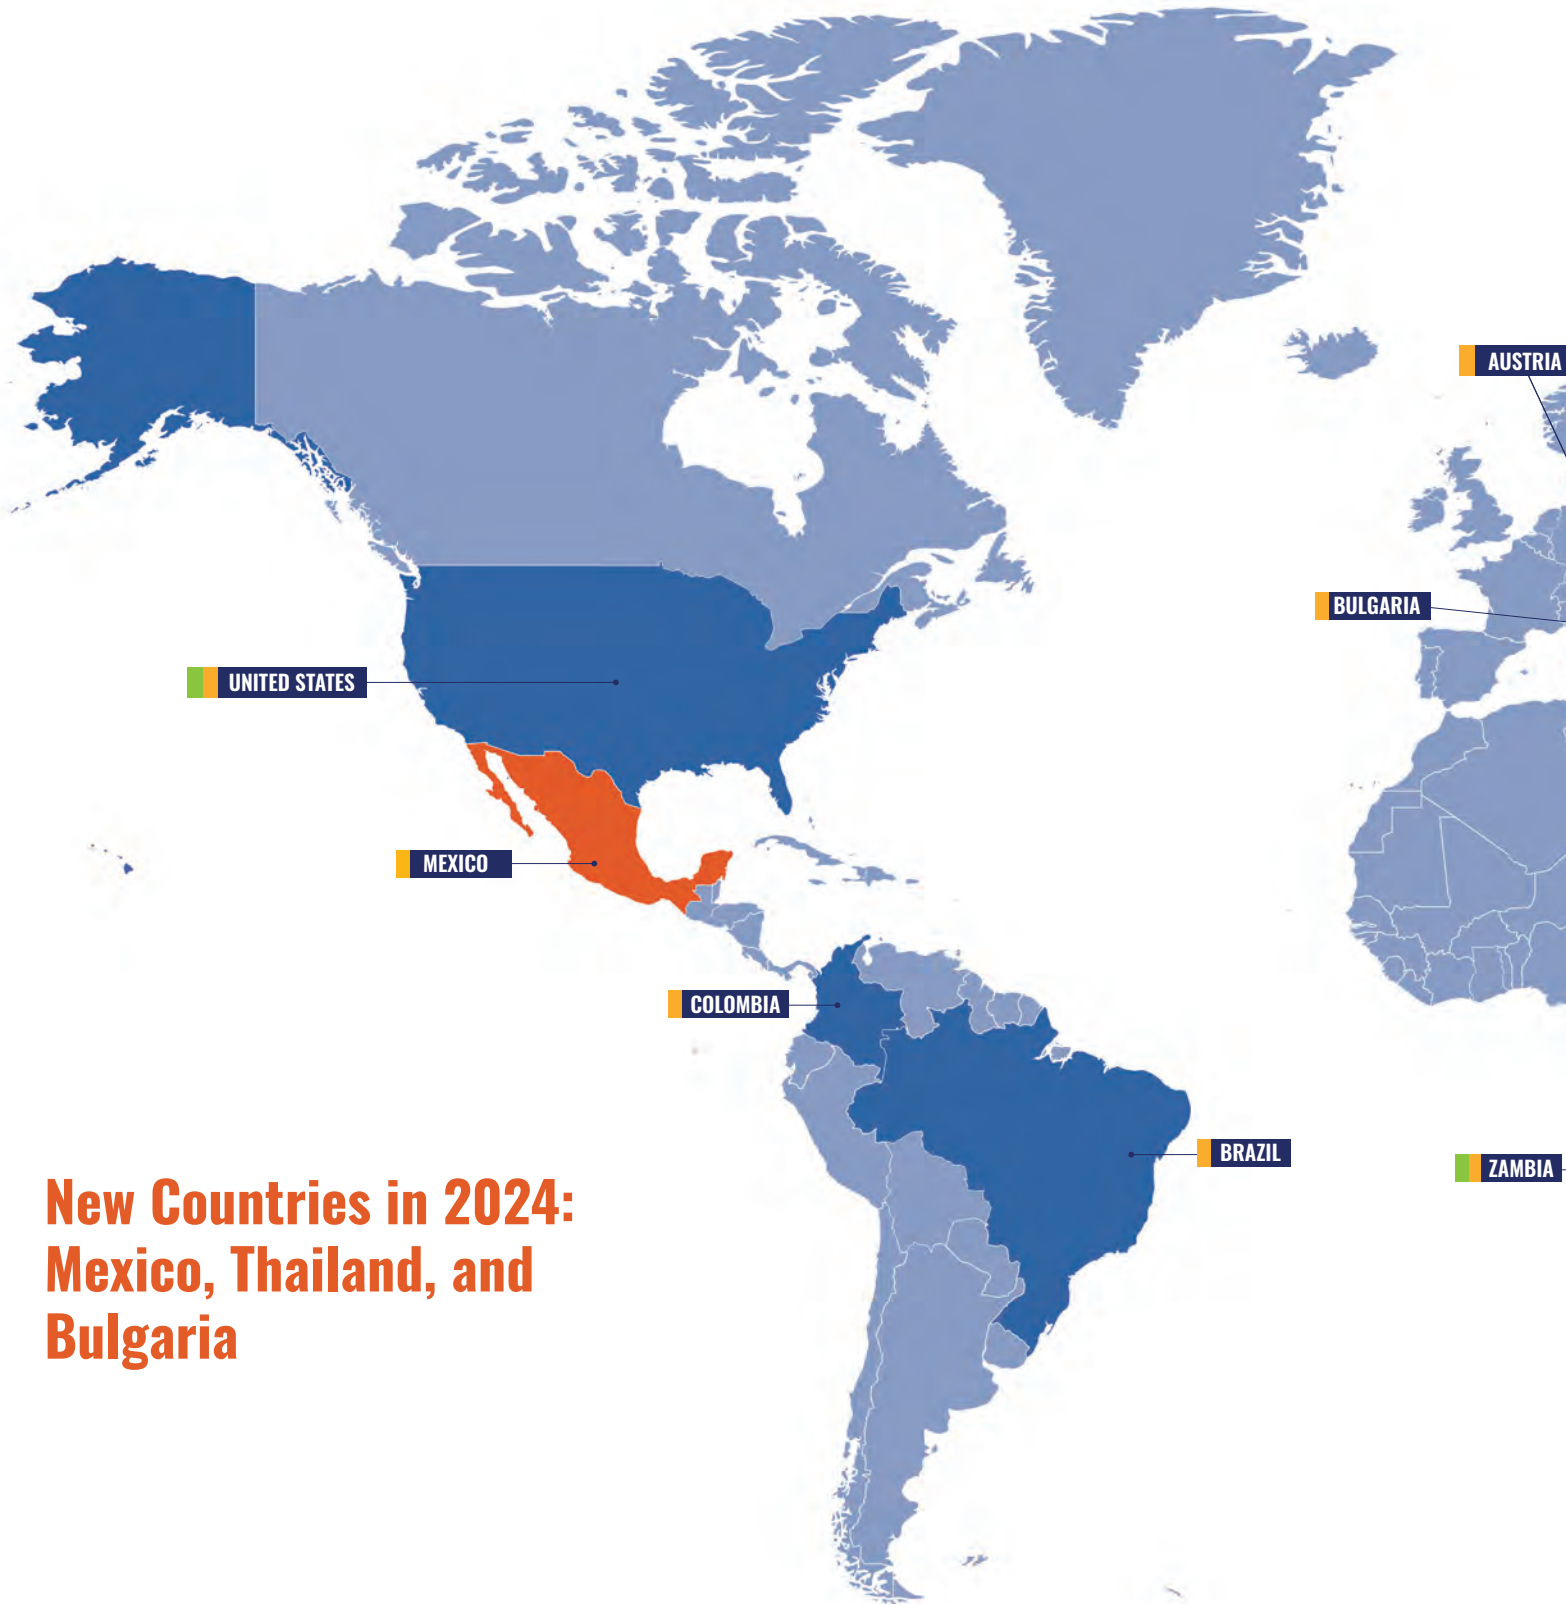 AUSTRIA
BULGARIA
UNITED STATES
MEXICO
COLOMBIA
BRAZIL
ZAMBIA
New Countries in 2024:
Mexico, Thailand, and
Bulgaria